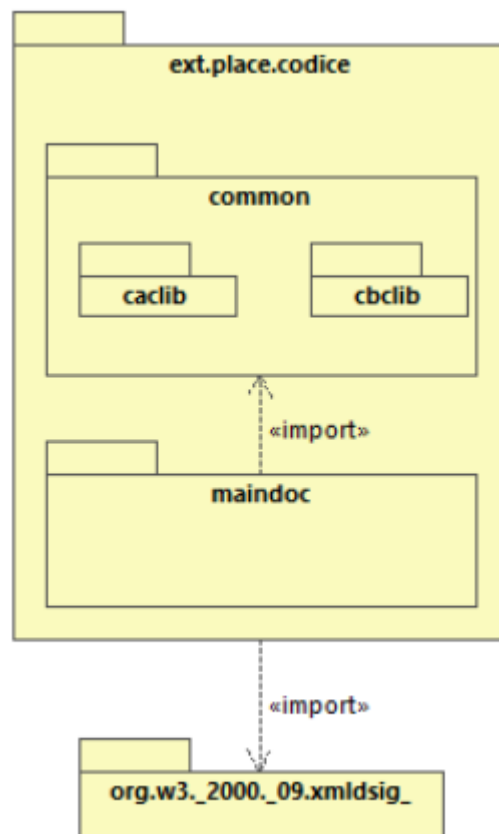 ext.place.codice
common
caclib
cbclib
«import»
maindoc
«import»
org.w3._2000._09.xmldsig_